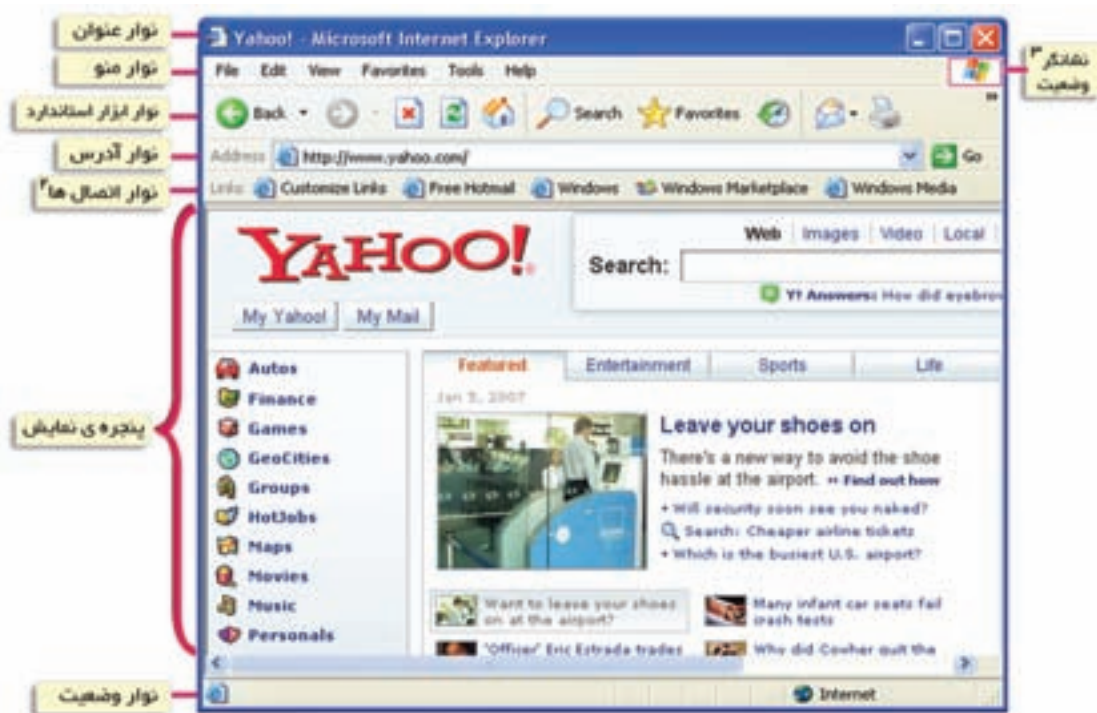 نوار عنوان
Yahoo! - Microsoft Internet Explorer
نوار منو
File Edit View Favorites Tools Help
نشانگر۳
وضعیت
نوار ابزار استاندارد
Back Search Favorites
نوار آدرس
Address http://www.yahoo.com/ Go
نوار اتصال ها۲
Links Customize Links Free Hotmail Windows Windows Marketplace Windows Media
YAHOO!
Web Images Video Local
Search:
Y! Answers: How did eyebrow
My Yahoo! My Mail
پنجره ی نمایش
Autos
Finance
Games
GeoCities
Groups
HotJobs
Maps
Movies
Music
Personals
Featured Entertainment Sports Life
Jan 5, 2007
Leave your shoes on
There's a new way to avoid the shoe
hassle at the airport. » Find out how
• Will security soon see you naked?
Search: Cheaper airline tickets
• Which is the busiest U.S. airport?
Want to leave your shoes
on at the airport?
Many infant car seats fail
crash tests
'Officer' Eric Estrada trades
Why did Cowher quit the
نوار وضعیت
Internet